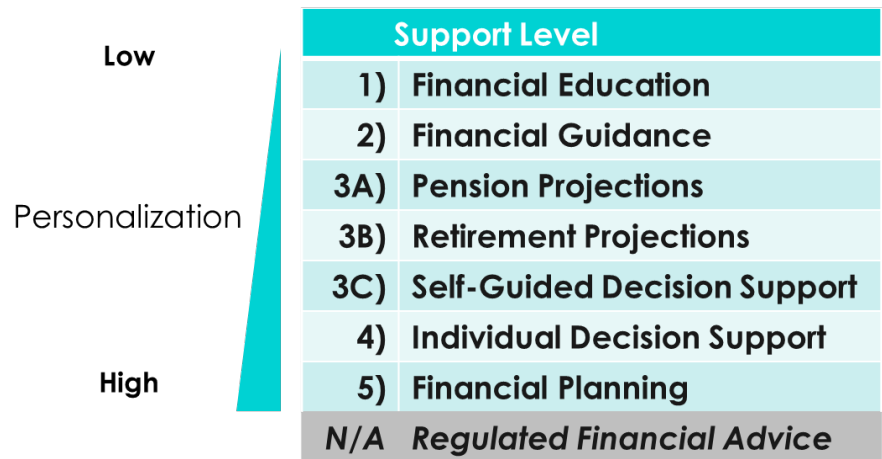 Support Level
Low
1) Financial Education
2) Financial Guidance
3A) Pension Projections
Personalization
3B) Retirement Projections
3C) Self-Guided Decision Support
4) Individual Decision Support
High
5) Financial Planning
N/A Regulated Financial Advice